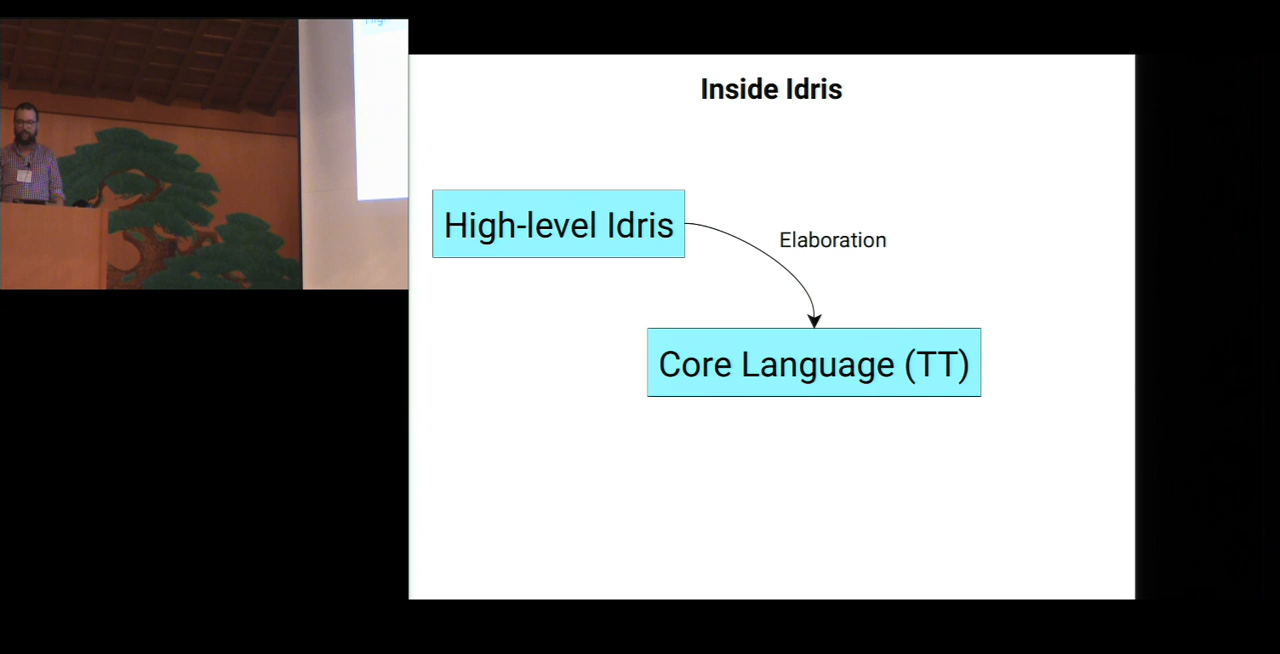 Inside Idris
High-level Idris
Elaboration
Core Language (TT)